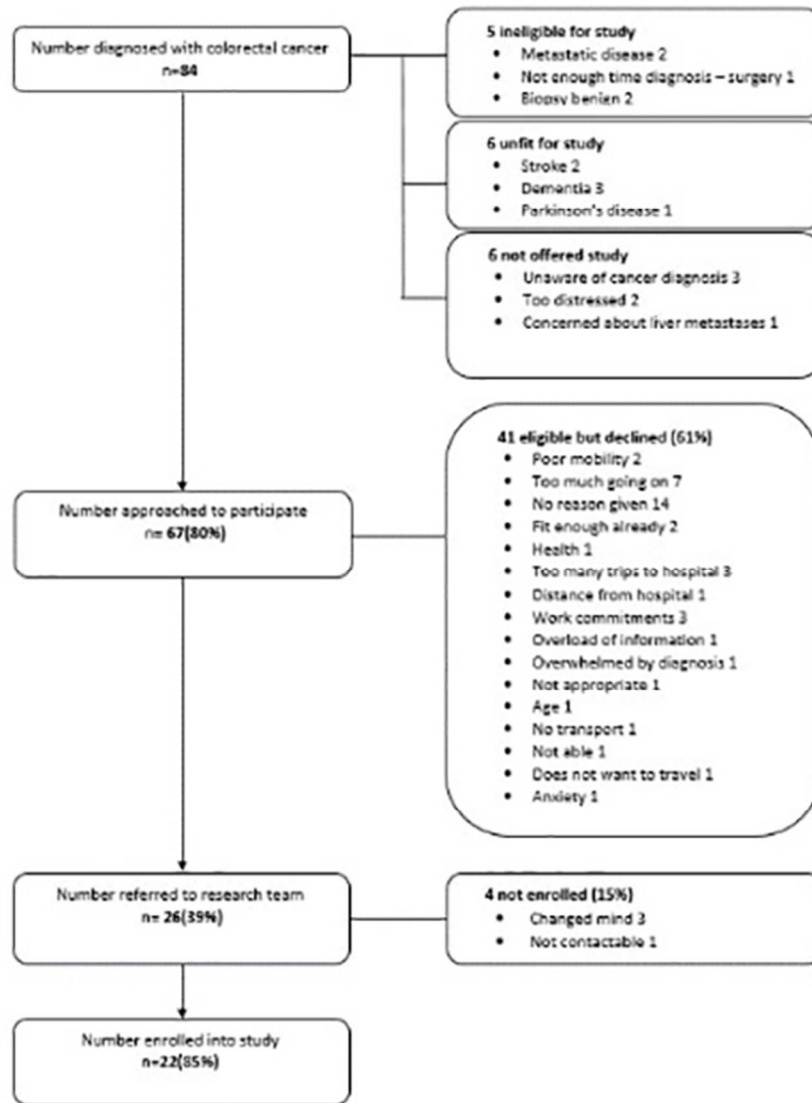 Number diagnosed with colorectal cancer
n=84
5 ineligible for study
• Metastatic disease 2
• Not enough time diagnosis – surgery 1
• Biopsy benign 2
6 unfit for study
• Stroke 2
• Dementia 3
• Parkinson's disease 1
6 not offered study
• Unaware of cancer diagnosis 3
• Too distressed 2
• Concerned about liver metastases 1
Number approached to participate
n= 67(80%)
41 eligible but declined (61%)
• Poor mobility 2
• Too much going on 7
• No reason given 14
• Fit enough already 2
• Health 1
• Too many trips to hospital 3
• Distance from hospital 1
• Work commitments 3
• Overload of information 1
• Overwhelmed by diagnosis 1
• Not appropriate 1
• Age 1
• No transport 1
• Not able 1
• Does not want to travel 1
• Anxiety 1
Number referred to research team
n= 26(39%)
4 not enrolled (15%)
• Changed mind 3
• Not contactable 1
Number enrolled into study
n=22(85%)